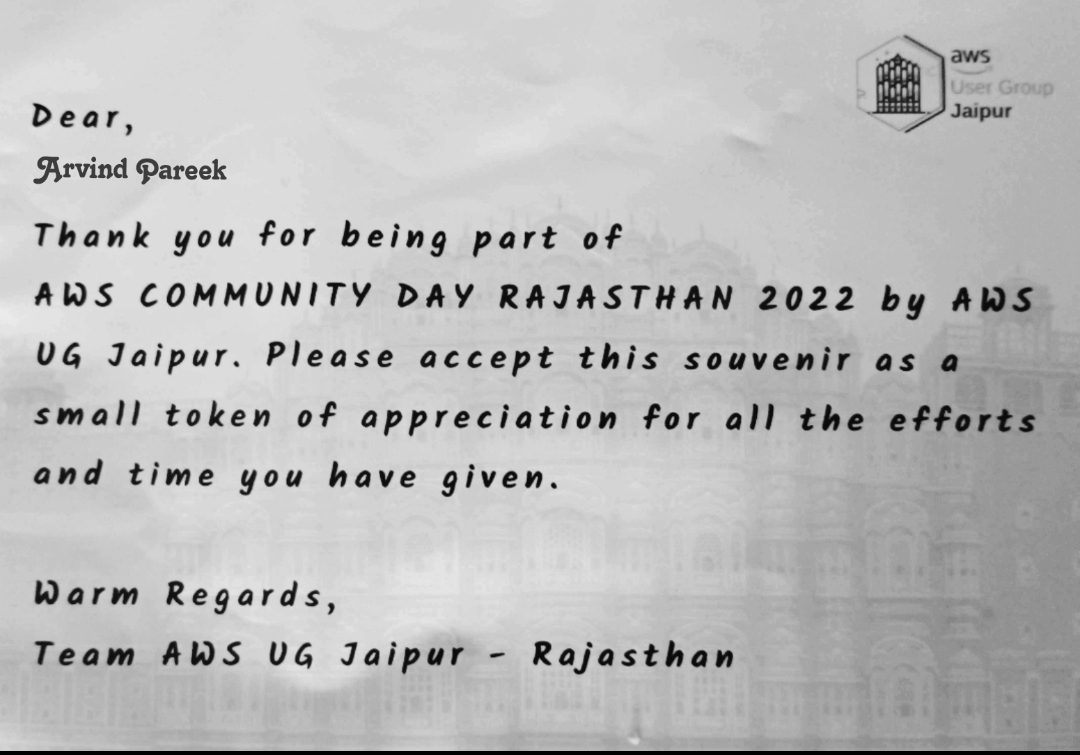 aws
User Group
Jaipur
Dear,
Arvind Pareek
Thank you for being part of
AWS COMMUNITY DAY RAJASTHAN 2022 by AWS
UG Jaipur. Please accept this souvenir as a
small token of appreciation for all the efforts
and time you have given.
Warm Regards,
Team AWS UG Jaipur - Rajasthan